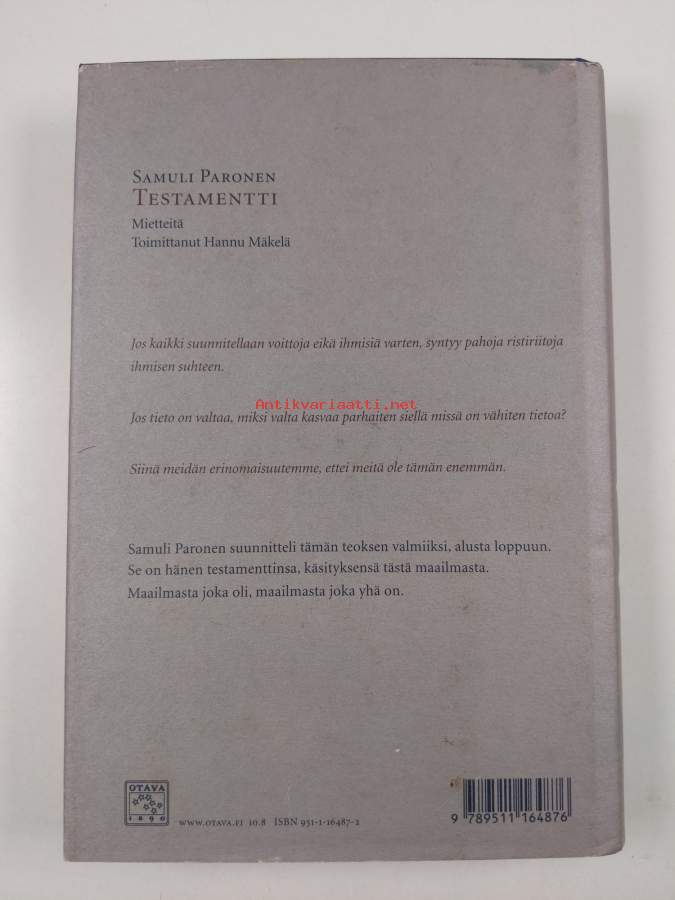 Samuli Paronen
Testamentti
Mietteitä
Toimittanut Hannu Mäkelä
Jos kaikki suunnitellaan voittoja eikä ihmisiä varten, syntyy pahoja ristiriitoja
ihmisen suhteen.
Antikvariaatti.net
Jos tieto on valtaa, miksi valta kasvaa parhaiten siellä missä on vähiten tietoa?
Siinä meidän erinomaisuutemme, ettei meitä ole tämän enemmän.
Samuli Paronen suunnitteli tämän teoksen valmiiksi, alusta loppuun.
Se on hänen testamenttinsa, käsityksensä tästä maailmasta.
Maailmasta joka oli, maailmasta joka yhä on.
OTAVA
1890
www.otava.fi 10.8 ISBN 951-1-16487-2
9 789511 164876